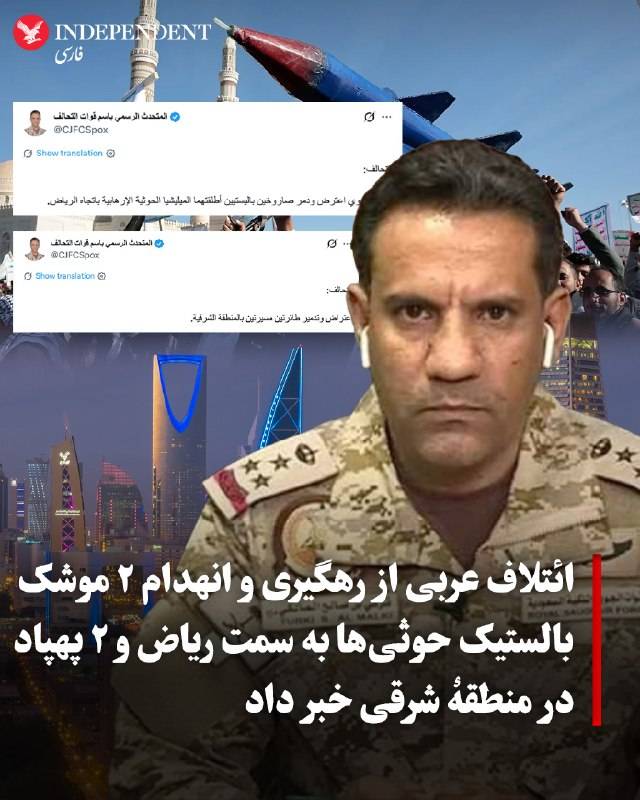 INDEPENDENT
فارسی
المتحدث الرسمي باسم قوات التحالف
@CJFCSpox
Show translation
اعترض ودمر صاروخين باليستيين أطلقتهما الميليشيا الحوثية الإرهابية باتجاه الرياض.
المتحدث الرسمي باسم قوات التحالف
@CJFCSpox
Show translation
وتدمير طائرتين مسيرتين بالمنطقة الشرقية.
ائتلاف عربی از رهگیری و انهدام ۲ موشک
بالستیک حوثی‌ها به سمت ریاض و ۲ پهپاد
در منطقهٔ شرقی خبر داد